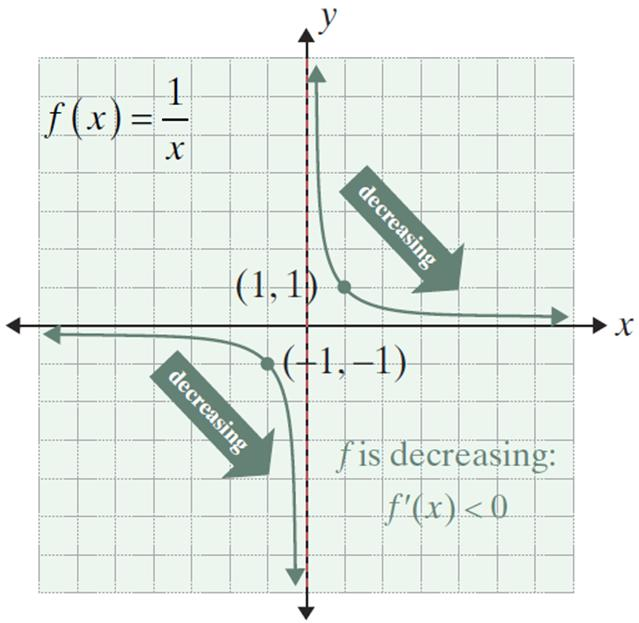 y
f(x) = 1/x
decreasing
(1, 1)
x
(−1, −1)
decreasing
f is decreasing:
f'(x) < 0